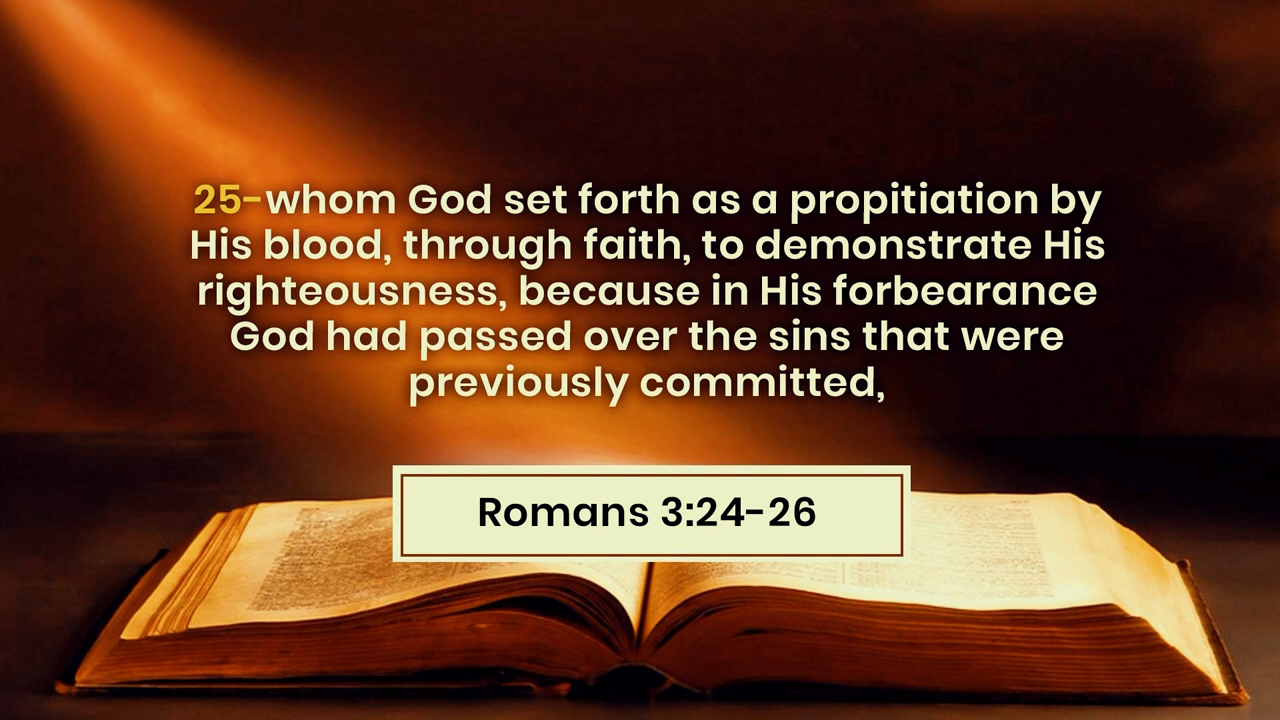 25-whom God set forth as a propitiation by
His blood, through faith, to demonstrate His
righteousness, because in His forbearance
God had passed over the sins that were
previously committed,
Romans 3:24-26